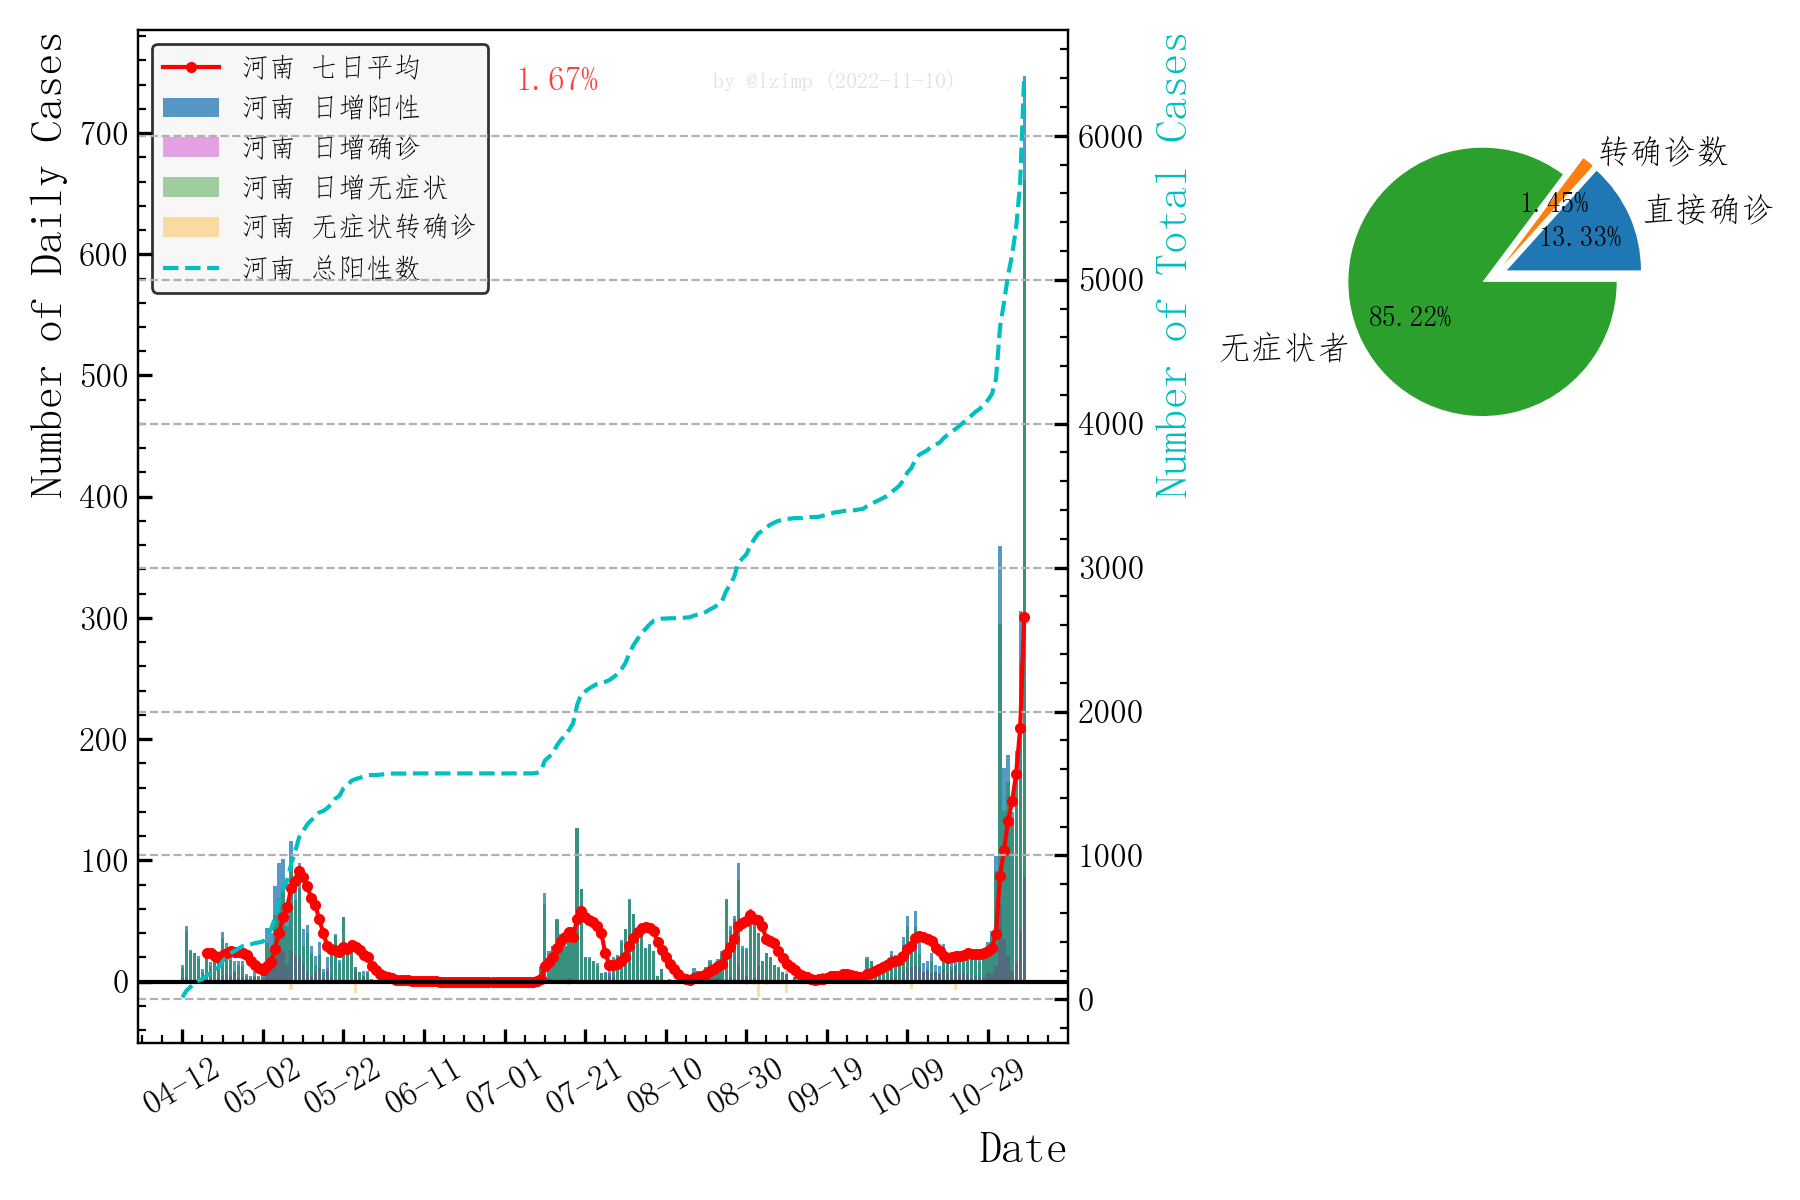 河南 七日平均
河南 日增阳性
河南 日增确诊
河南 日增无症状
河南 无症状转确诊
河南 总阳性数
1.67%
by @lzimp (2022-11-10)
Number of Daily Cases
700
600
500
400
300
200
100
0
6000
5000
4000
3000
2000
1000
0
Number of Total Cases
04-12
05-02
05-22
06-11
07-01
07-21
08-10
08-30
09-19
10-09
10-29
Date
转确诊数
1.45%
直接确诊
13.33%
85.22%
无症状者